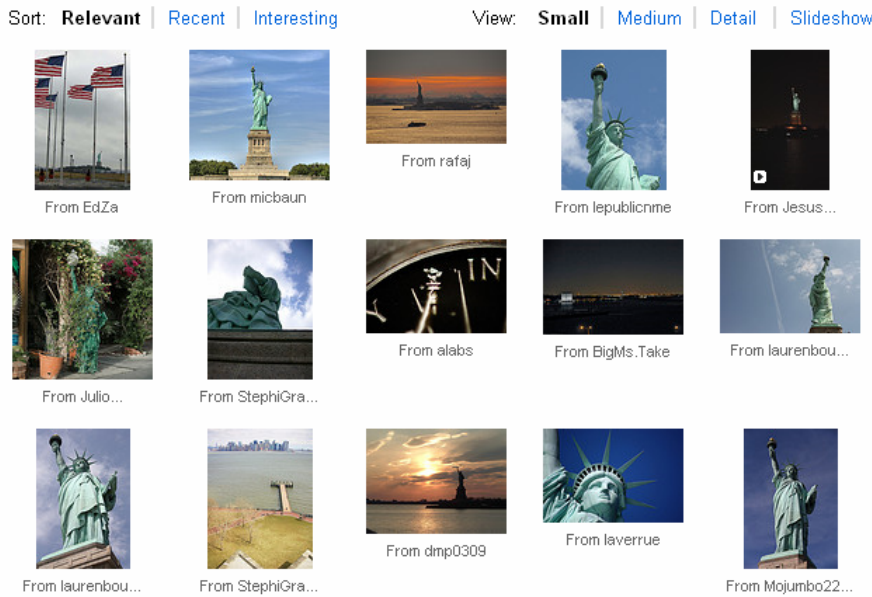 Sort: Relevant | Recent | Interesting View: Small | Medium | Detail | Slideshow
From EdZa
From micbaun
From rafaj
From lepublicnme
From Jesus...
IN
Y
From Julio...
From StephiGra...
From alabs
From BigMs.Take
From laurenbou...
From laurenbou...
From StephiGra...
From dmp0309
From laverrue
From Mojumbo22...